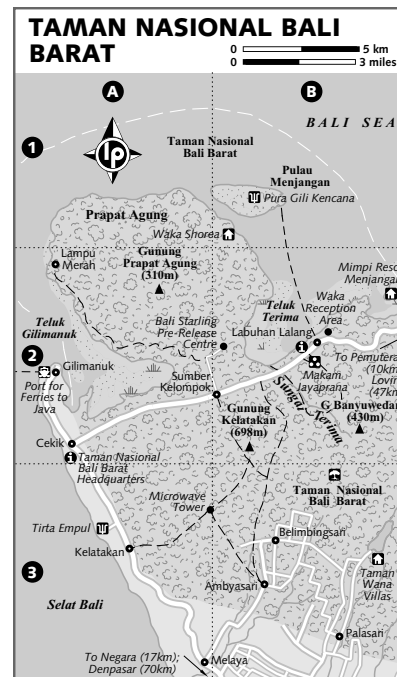 TAMAN NASIONAL BALI
BARAT
0 5 km
0 3 miles
A
B
BALI SEA
1
lp
Taman Nasional
Bali Barat
Pulau
Menjangan
Pura Gili Kencana
Prapat Agung
Waka Shorea
Lampu
Merah
Gunung
Prapat Agung
(310m)
Mimpi Reso
Menjangan
Teluk
Terima
Waka
Reception
Area
Bali Starling
Pre-Release
Centre
Labuhan Lalang
Teluk
Gilimanuk
2
Gilimanuk
Port for
Ferries to
Java
Sumber
Kelompok
Makam
Jayaprana
To Pemuter
(10km
Lovin
(47km
Sungai
Terima
G Banyuwedan
(430m)
Gunung
Kelatakan
(698m)
Cekik
i
Taman Nasional
Bali Barat
Headquarters
Microwave
Tower
Taman Nasional
Bali Barat
Tirta Empul
Kelatakan
Belimbingsari
3
Taman
Wana
Villas
Ambyasari
Selat Bali
Palasari
To Negara (17km);
Denpasar (70km)
Melaya